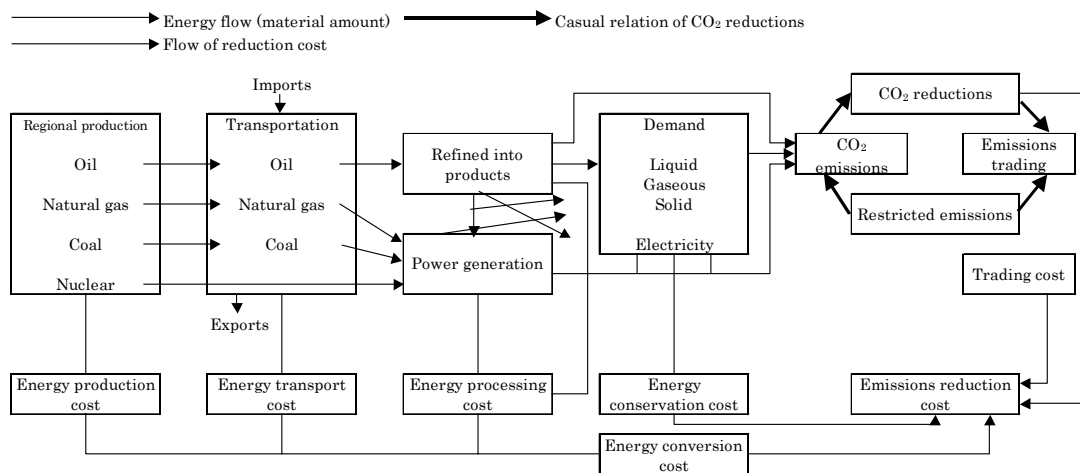 Energy flow (material amount)
Casual relation of CO₂ reductions
Flow of reduction cost
Imports
Regional production
Oil
Natural gas
Coal
Nuclear
Transportation
Oil
Natural gas
Coal
Exports
Refined into
products
Power generation
Demand
Liquid
Gaseous
Solid
Electricity
CO₂
emissions
CO₂ reductions
Emissions
trading
Restricted emissions
Trading cost
Energy production
cost
Energy transport
cost
Energy processing
cost
Energy
conservation cost
Emissions reduction
cost
Energy conversion
cost